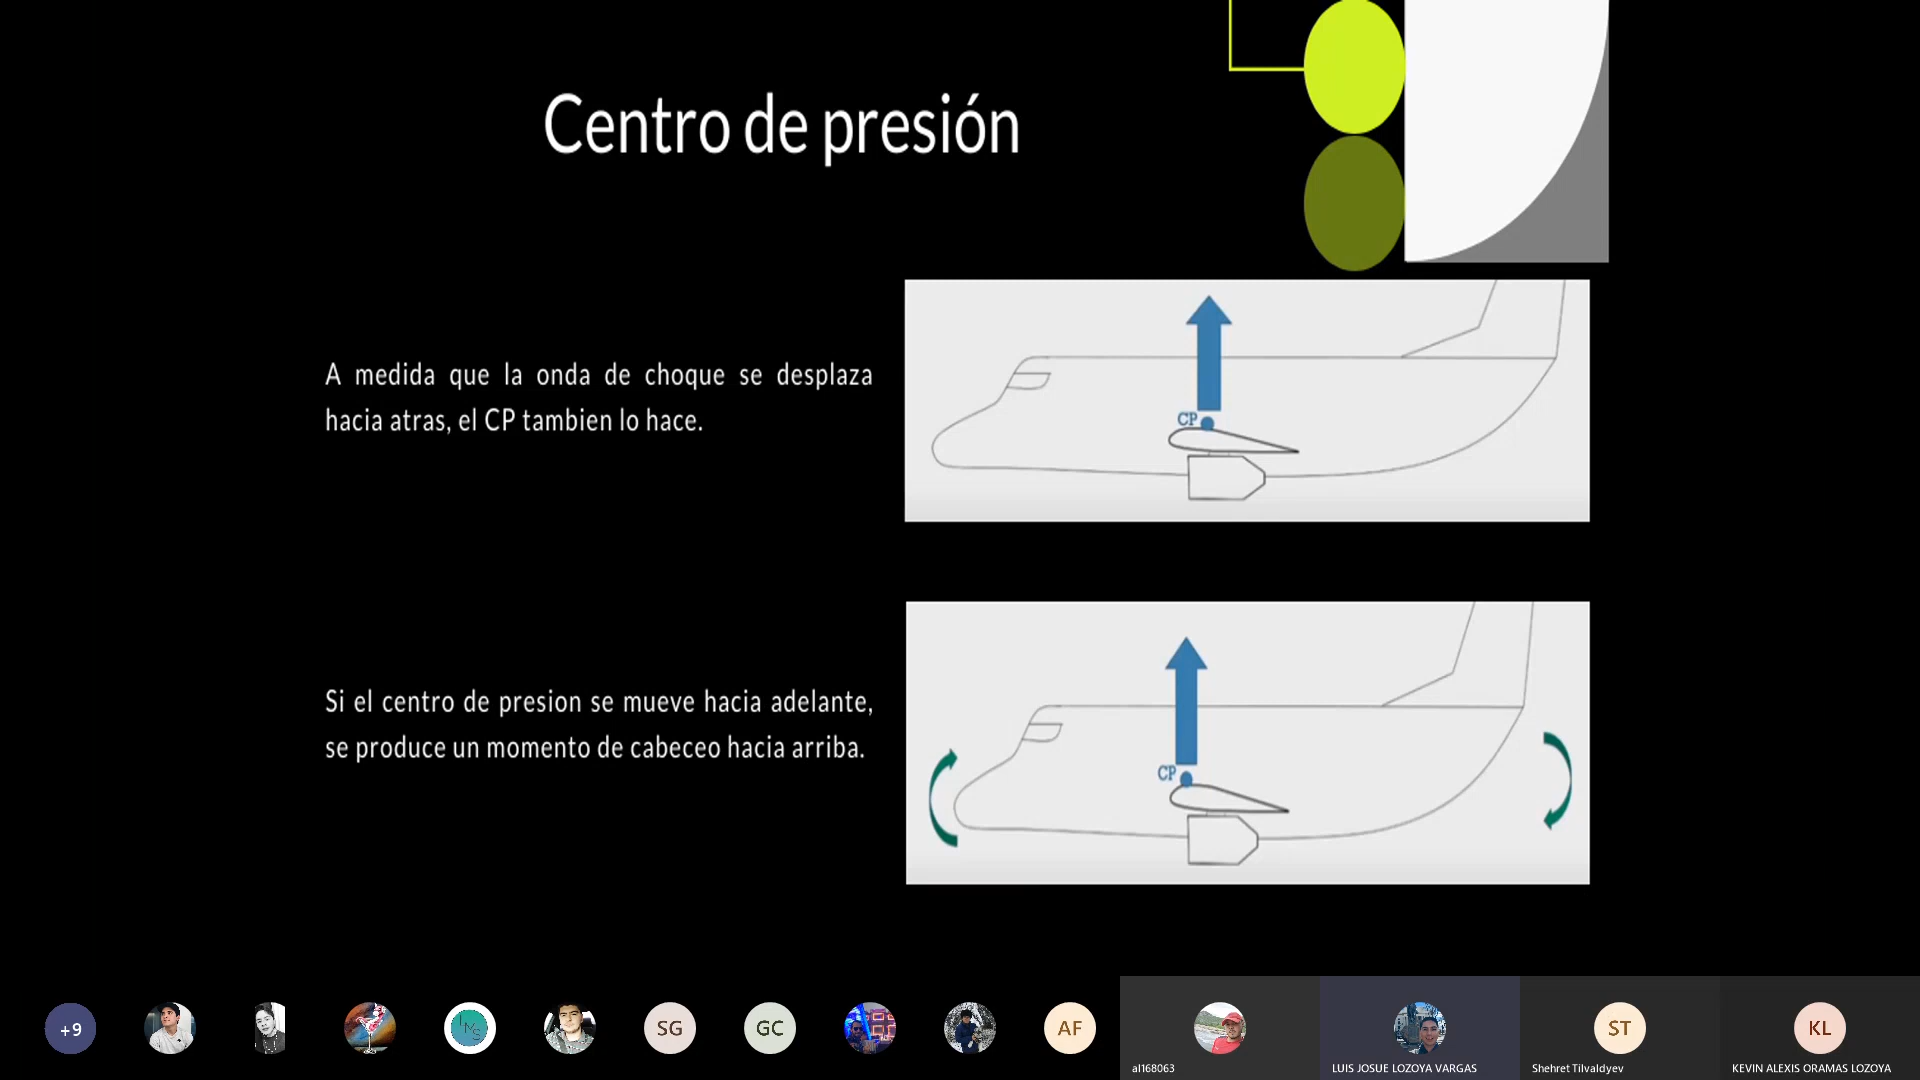 Centro de presión
A medida que la onda de choque se desplaza
hacia atras, el CP tambien lo hace.
CP
Si el centro de presion se mueve hacia adelante,
se produce un momento de cabeceo hacia arriba.
CP
+9
IMS
SG
GC
AF
ST
KL
al168063
LUIS JOSUE LOZOYA VARGAS
Shehret Tilvaldyev
KEVIN ALEXIS ORAMAS LOZOYA